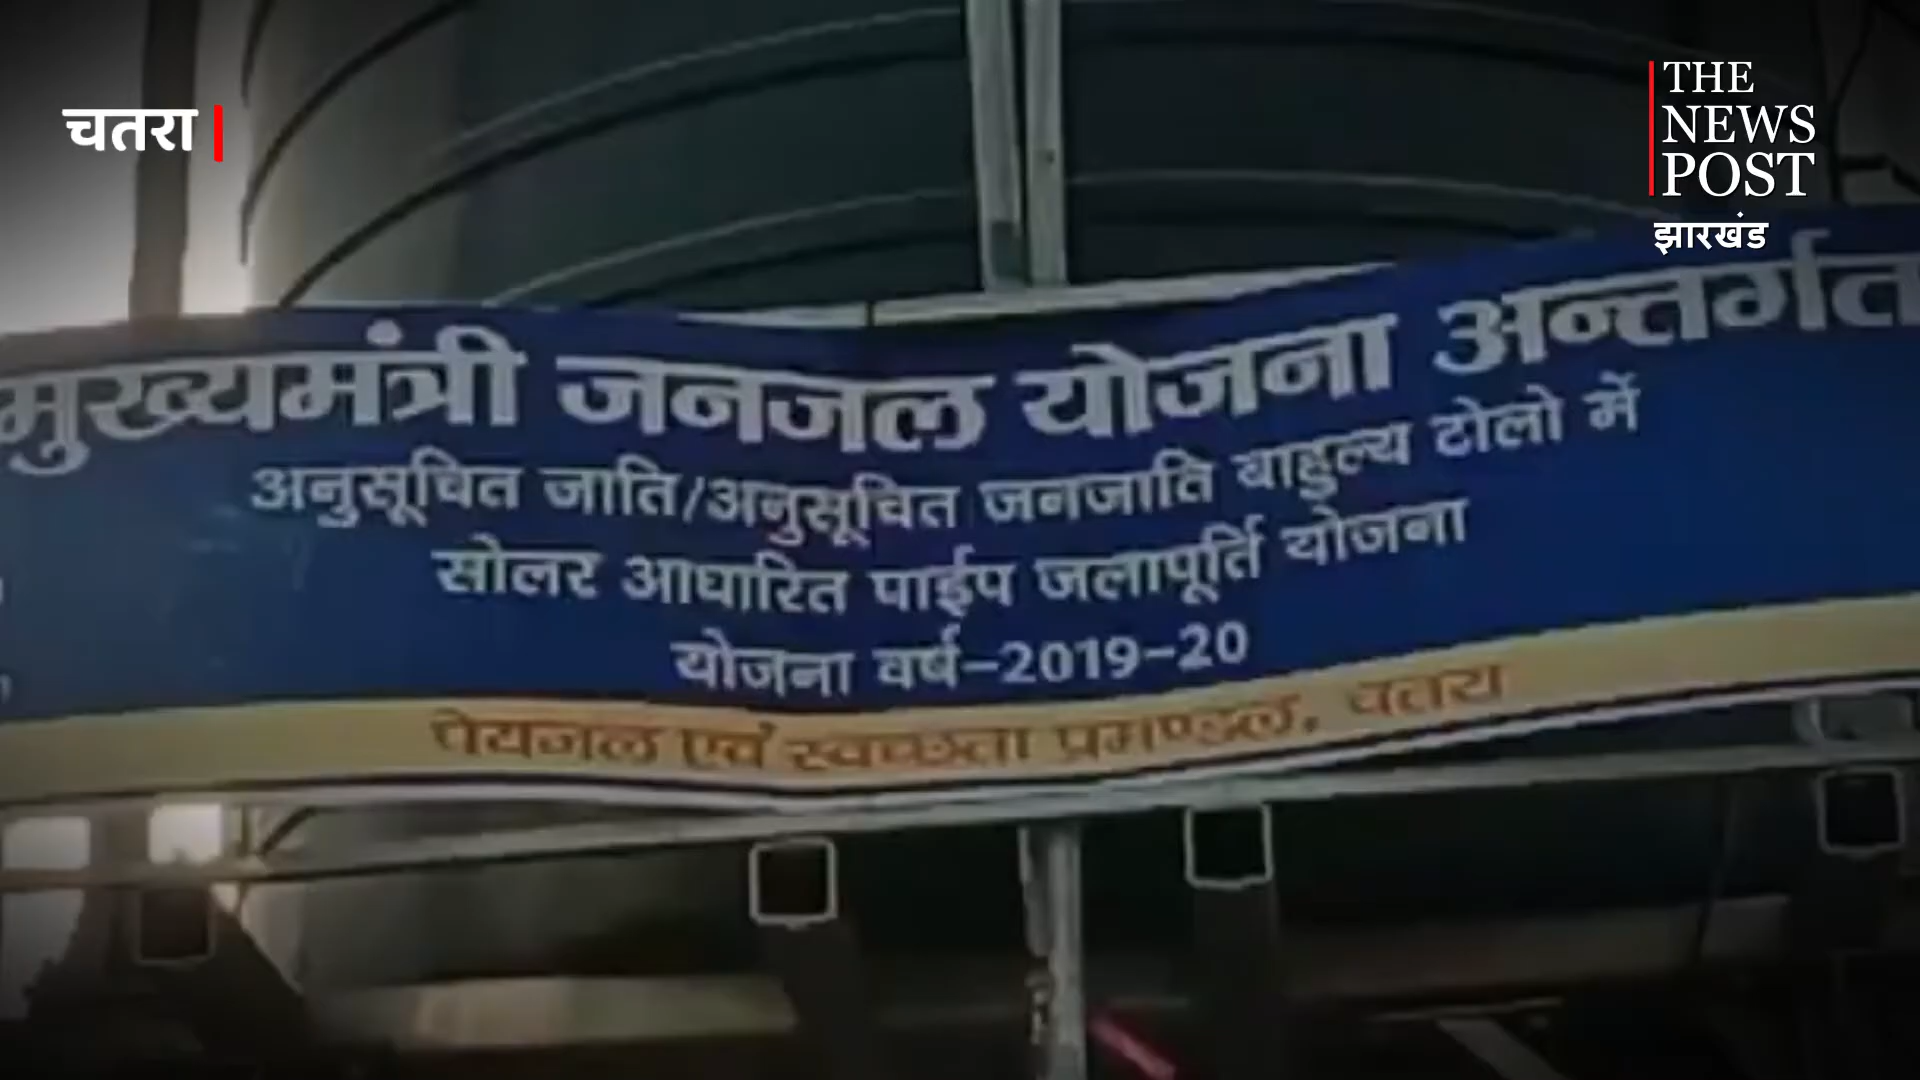 चतरा
THE
NEWS
POST
झारखंड
मुख्यमंत्री जनजल योजना अन्तर्गत
अनुसूचित जाति/अनुसूचित जनजाति बाहुल्य टोलो में
सोलर आधारित पाईप जलापूर्ति योजना
योजना वर्ष-2019-20
पेयजल एवं स्वच्छता प्रमण्डल, चतरा